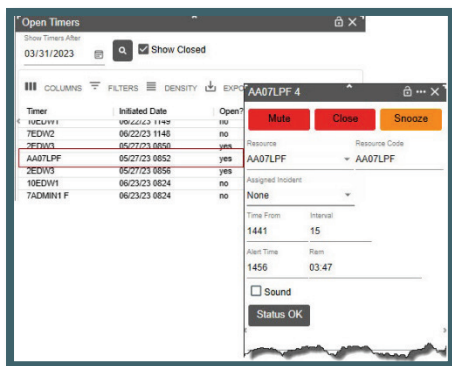 Open Timers
Show Timers After
03/31/2023
Show Closed
COLUMNS FILTERS DENSITY EXPO
Timer Initiated Date Open?
10EDW1 06/22/23 1149 no
7EDW2 06/22/23 1148 no
2EDW3 05/27/23 0850 yes
AA07LPF 05/27/23 0852 yes
2EDW3 05/27/23 0856 yes
10EDW1 06/23/23 0824 no
7ADMIN1 F 06/23/23 0824 no
AA07LPF 4
Mute Close Snooze
Resource Resource Code
AA07LPF AA07LPF
Assigned Incident
None
Time From Interval
1441 15
Alert Time Rem
1456 03:47
Sound
Status OK